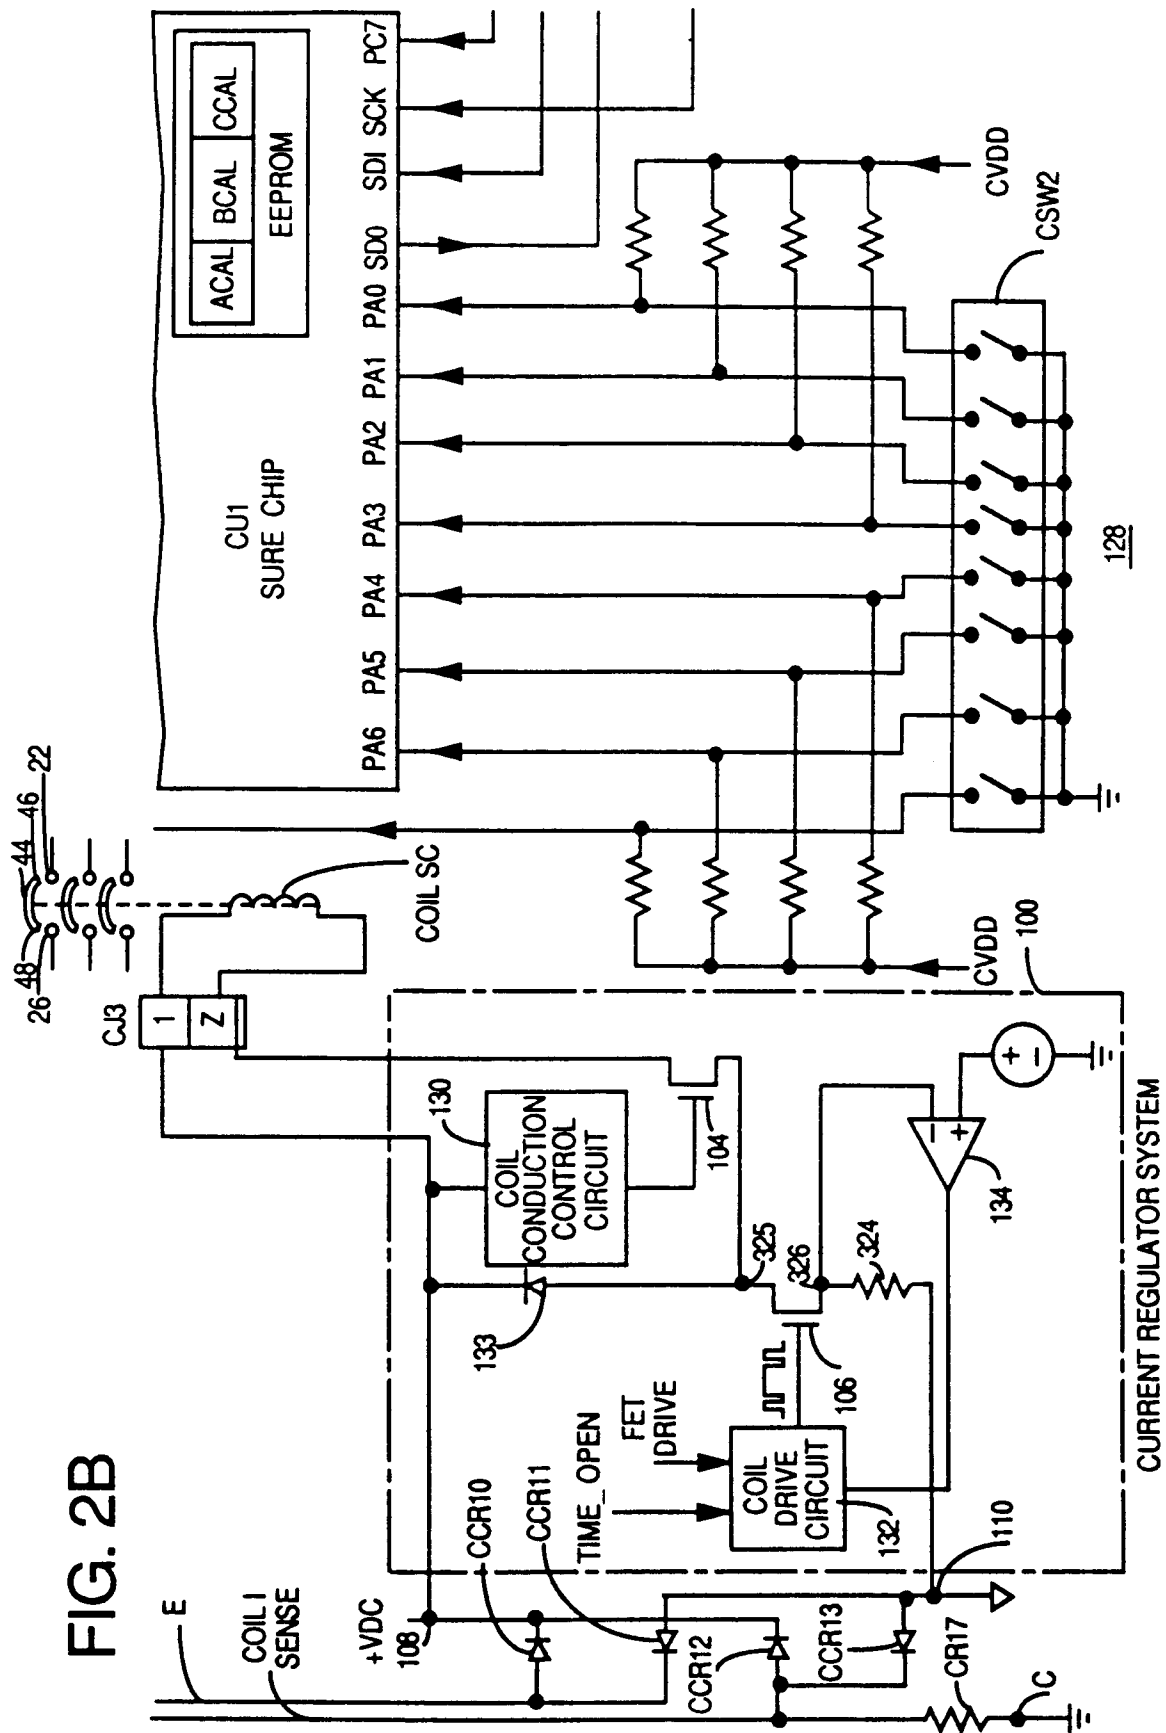 FIG. 2B
E
COIL I
SENSE
+VDC
108
CCR10
CCR11
CCR12
CCR13
CR17
C
110
TIME_OPEN
FET
DRIVE
COIL
DRIVE
CIRCUIT
132
106
133
COIL
CONDUCTION
CONTROL
CIRCUIT
130
104
325
326
324
134
−
+
+
−
100
CURRENT REGULATOR SYSTEM
CJ3
1
2
26
48
44
46
22
COIL SC
CU1
SURE CHIP
ACAL
BCAL
CCAL
EEPROM
PA6
PA5
PA4
PA3
PA2
PA1
PA0
SD0
SDI
SCK
PC7
CVDD
CVDD
CSW2
128